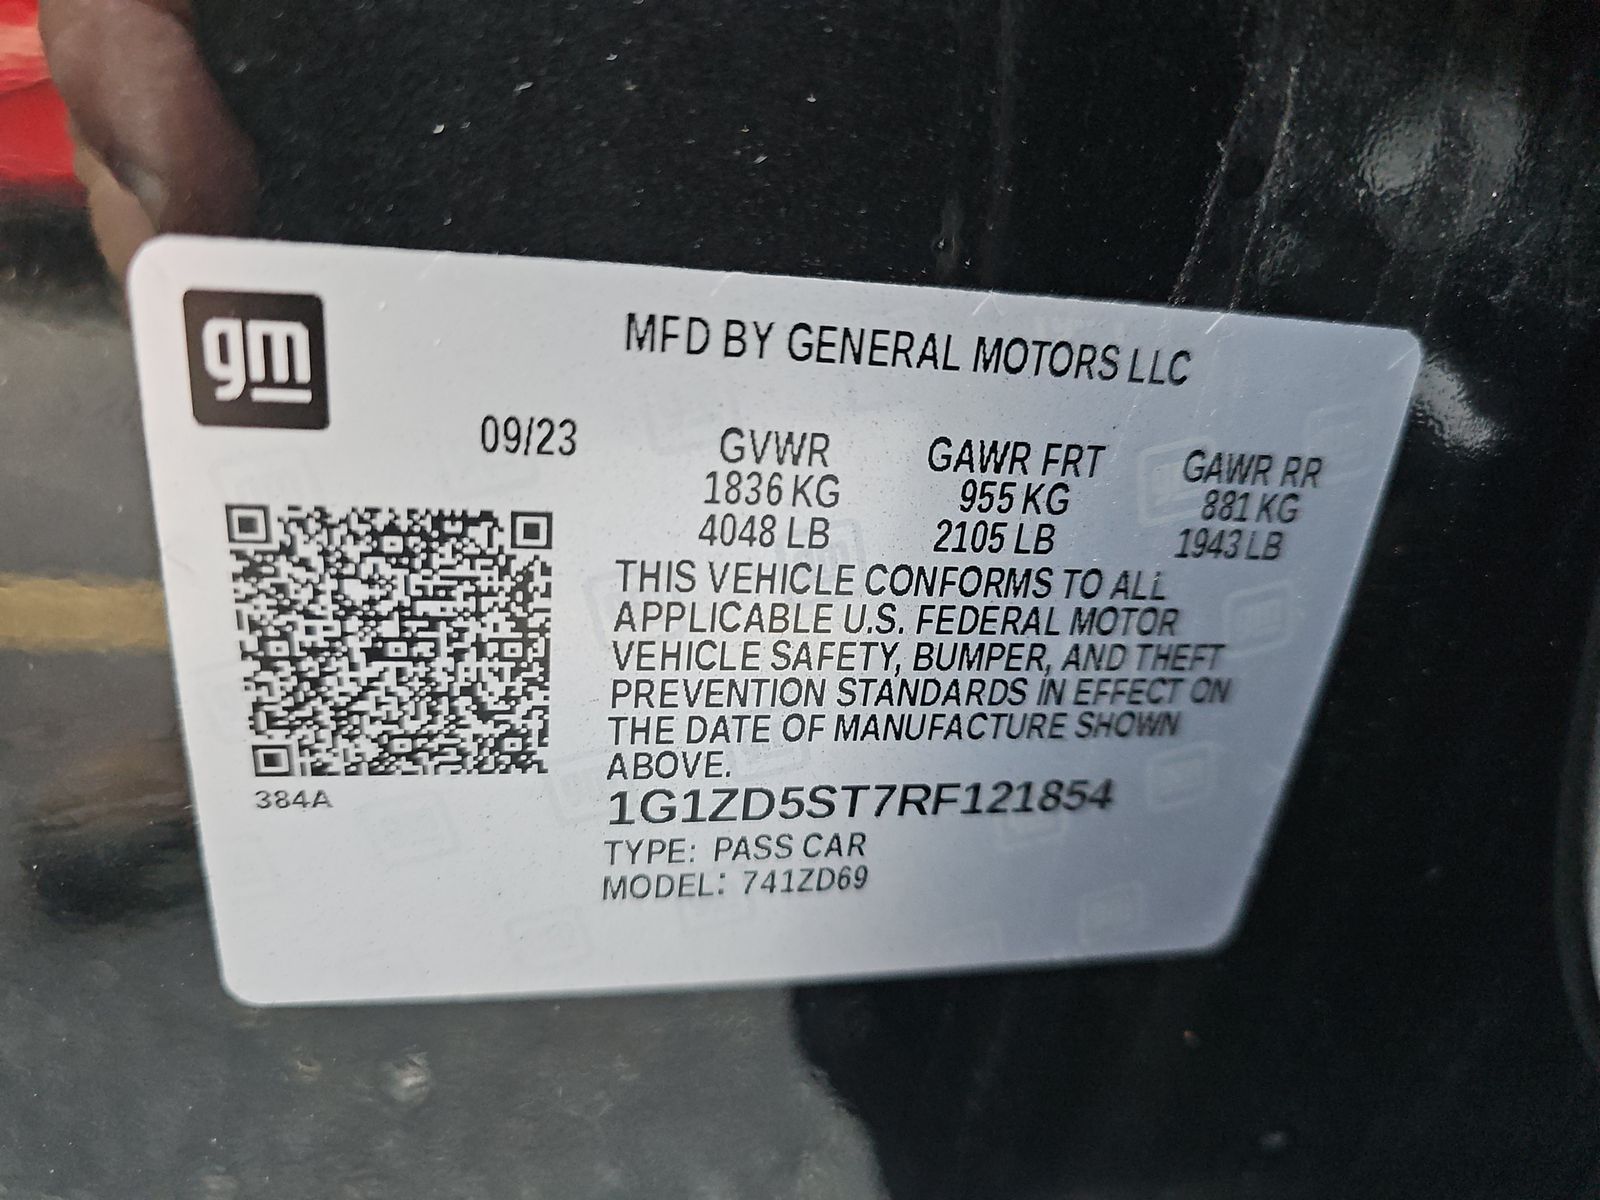 gm
MFD BY GENERAL MOTORS LLC
09/23
GVWR GAWR FRT GAWR RR
1836 KG 955 KG 881 KG
4048 LB 2105 LB 1943 LB
THIS VEHICLE CONFORMS TO ALL
APPLICABLE U.S. FEDERAL MOTOR
VEHICLE SAFETY, BUMPER, AND THEFT
PREVENTION STANDARDS IN EFFECT ON
THE DATE OF MANUFACTURE SHOWN
ABOVE.
384A
1G1ZD5ST7RF121854
TYPE: PASS CAR
MODEL: 741ZD69